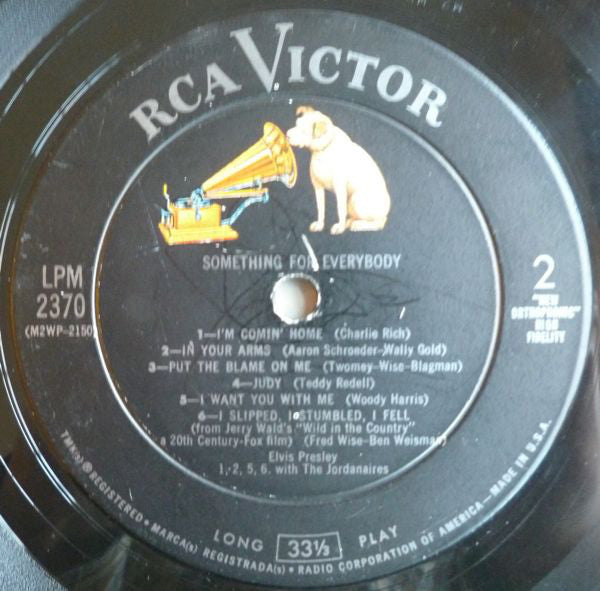 RCA VICTOR
SOMETHING FOR EVERYBODY
LPM
2370
(M2WP-2150)
2
"NEW
ORTHOPHONIC"
HIGH
FIDELITY
1—I'M COMIN' HOME (Charlie Rich)
2—IN YOUR ARMS (Aaron Schroeder-Wally Gold)
3—PUT THE BLAME ON ME (Twomey-Wise-Blagman)
4—JUDY (Teddy Redell)
5—I WANT YOU WITH ME (Woody Harris)
6—I SLIPPED, I STUMBLED, I FELL
(from Jerry Wald's "Wild in the Country"
a 20th Century-Fox film) (Fred Wise-Ben Weisman)
Elvis Presley
1, 2, 5, 6. with The Jordanaires
LONG 33⅓ PLAY
TMK(s) ® REGISTERED • MARCA(s) REGISTRADA(s) • RADIO CORPORATION OF AMERICA—MADE IN U.S.A.